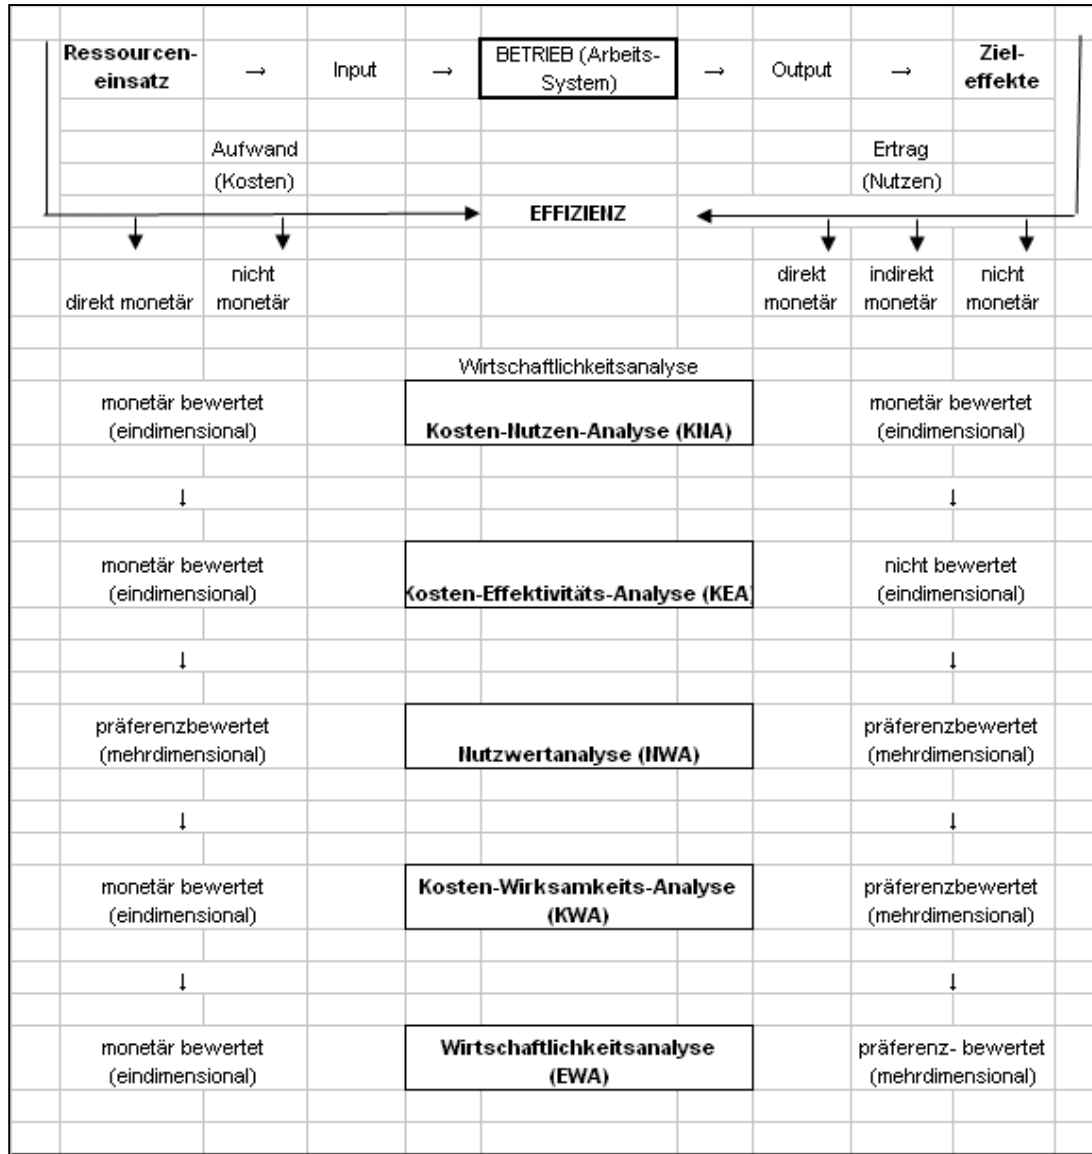 Ressourcen-
einsatz → Input → BETRIEB (Arbeits-
System) → Output → Ziel-
effekte
Aufwand
(Kosten)
Ertrag
(Nutzen)
EFFIZIENZ
direkt monetär
nicht
monetär
direkt
monetär
indirekt
monetär
nicht
monetär
Wirtschaftlichkeitsanalyse
monetär bewertet
(eindimensional)
Kosten-Nutzen-Analyse (KNA)
monetär bewertet
(eindimensional)
↓ ↓
monetär bewertet
(eindimensional)
Kosten-Effektivitäts-Analyse (KEA)
nicht bewertet
(eindimensional)
↓ ↓
präferenzbewertet
(mehrdimensional)
Nutzwertanalyse (NWA)
präferenzbewertet
(mehrdimensional)
↓ ↓
monetär bewertet
(eindimensional)
Kosten-Wirksamkeits-Analyse
(KWA)
präferenzbewertet
(mehrdimensional)
↓ ↓
monetär bewertet
(eindimensional)
Wirtschaftlichkeitsanalyse
(EWA)
präferenz- bewertet
(mehrdimensional)